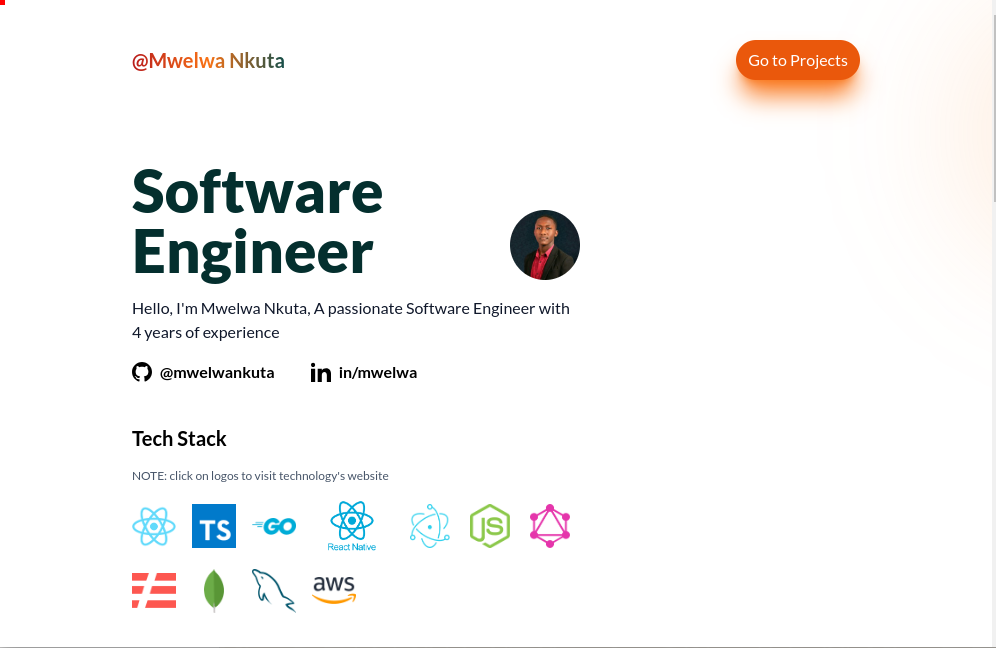 @Mwelwa Nkuta
Go to Projects
Software
Engineer
Hello, I'm Mwelwa Nkuta, A passionate Software Engineer with
4 years of experience
@mwelwankuta
in/mwelwa
Tech Stack
NOTE: click on logos to visit technology's website
TS
GO
React Native
JS
aws